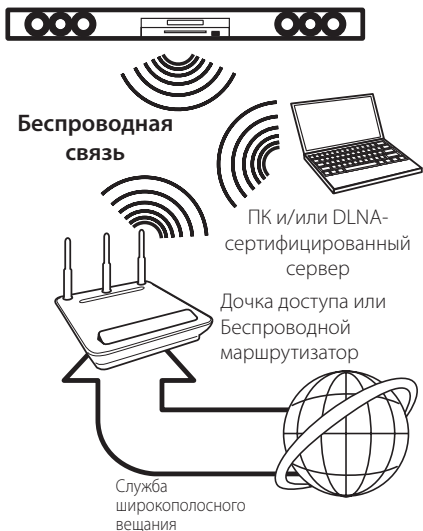 Беспроводная
связь
ПК и/или DLNA-
сертифицированный
сервер
Дочка доступа или
Беспроводной
маршрутизатор
Служба
широкополосного
вещания